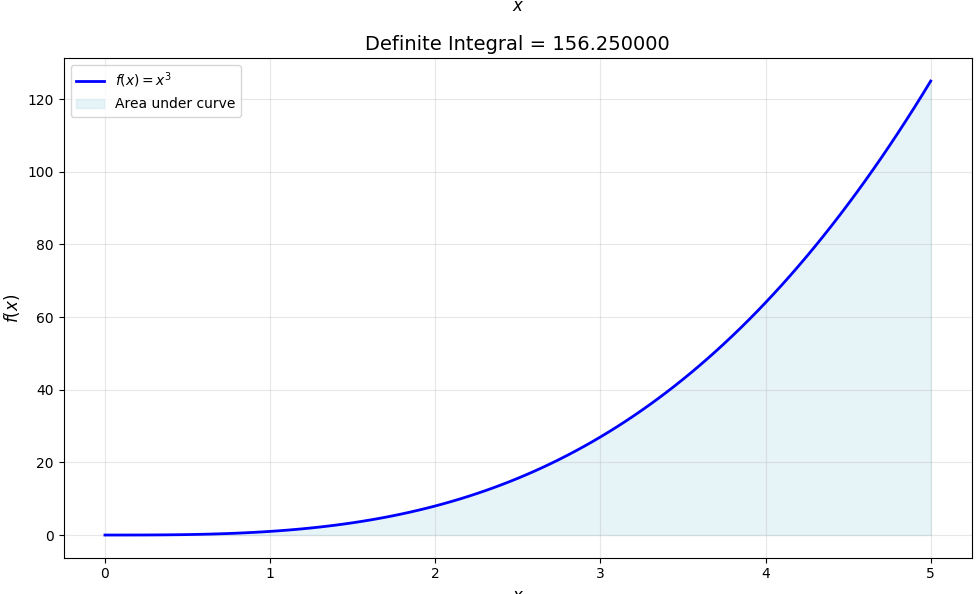 x
Definite Integral = 156.250000
f(x) = x³
Area under curve
120
100
80
60
40
20
0
f(x)
0 1 2 3 4 5
x